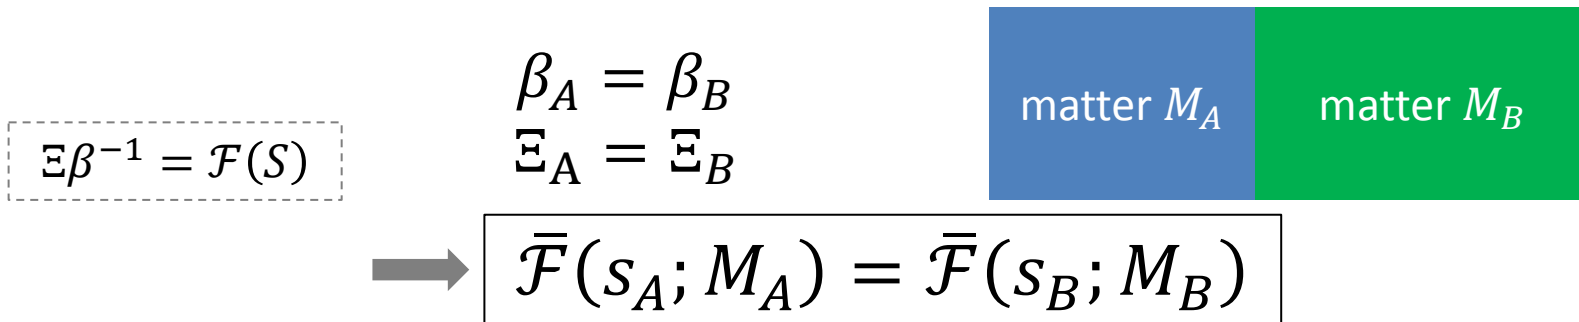 β_A = β_B
Ξ_A = Ξ_B
matter M_A
matter M_B
Ξβ⁻¹ = ℱ(S)
ℱ̄(s_A; M_A) = ℱ̄(s_B; M_B)